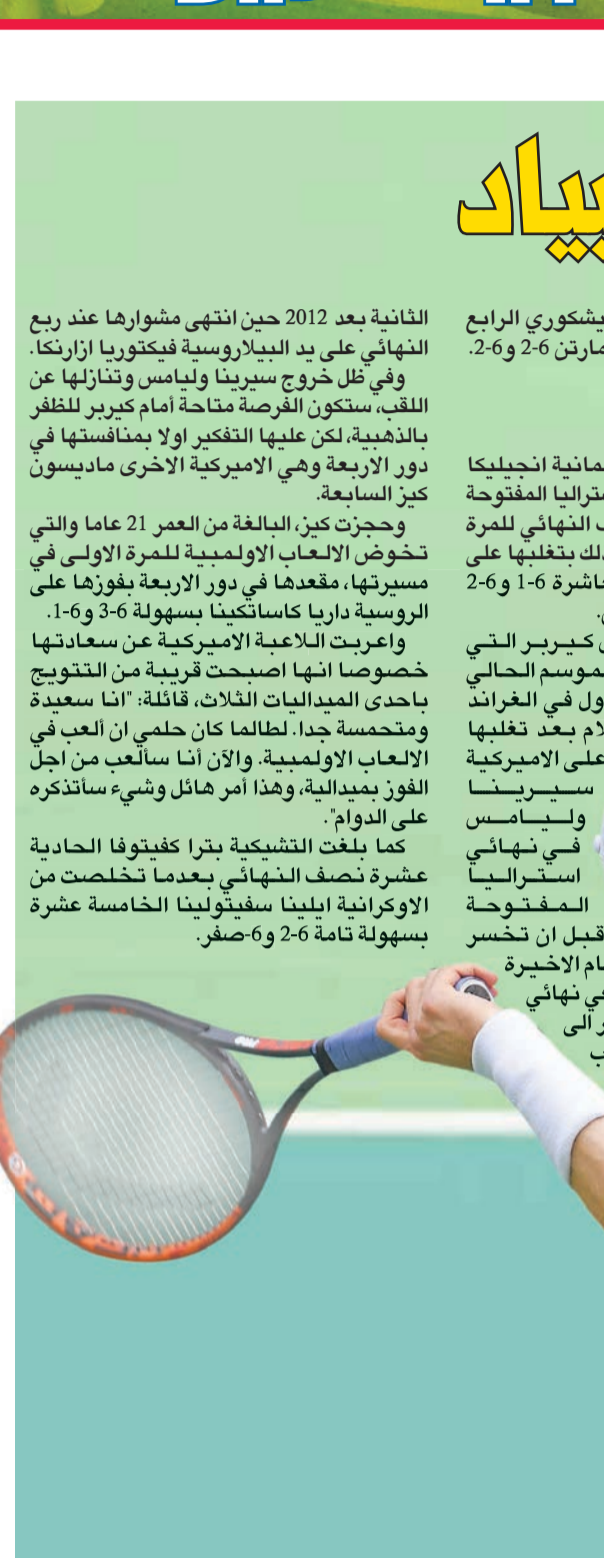 يشكوري الرابع
مارتن 6-2 و6-2.
انجيليكا
المفتوحة
النهائي للمرة
بتغلبها على
6-1 و6-2
كيربر التي
الموسم الحالي
في الغراند
بعد تغلبها
على الاميركية
سيرينا
وليامس
في نهائي
استراليا
المفتوحة
قبل ان تخسر
الاخيرة
نهائي
الى
الثانية بعد 2012 حين انتهى مشوارها عند ربع
النهائي على يد البيلاروسية فيكتوريا ازارنكا.
وفي ظل خروج سيرينا وليامس وتنازلها عن
اللقب، ستكون الفرصة متاحة أمام كيربر للظفر
بالذهبية، لكن عليها التفكير اولا بمنافستها في
دور الاربعة وهي الاميركية الاخرى ماديسون
كيز السابعة.
وحجزت كيز، البالغة من العمر 21 عاما والتي
تخوض الالعاب الاولمبية للمرة الاولى في
مسيرتها، مقعدها في دور الاربعة بفوزها على
الروسية داريا كاساتكينا بسهولة 6-3 و6-1.
واعربت اللاعبة الاميركية عن سعادتها
خصوصا انها اصبحت قريبة من التتويج
باحدى الميداليات الثلاث، قائلة: "انا سعيدة
ومتحمسة جدا. لطالما كان حلمي ان ألعب في
الالعاب الاولمبية. والآن أنا سألعب من اجل
الفوز بميدالية، وهذا أمر هائل وشيء سأتذكره
على الدوام".
كما بلغت التشيكية بترا كفيتوفا الحادية
عشرة نصف النهائي بعدما تخلصت من
الاوكرانية ايلينا سفيتولينا الخامسة عشرة
بسهولة تامة 6-2 و6-صفر.